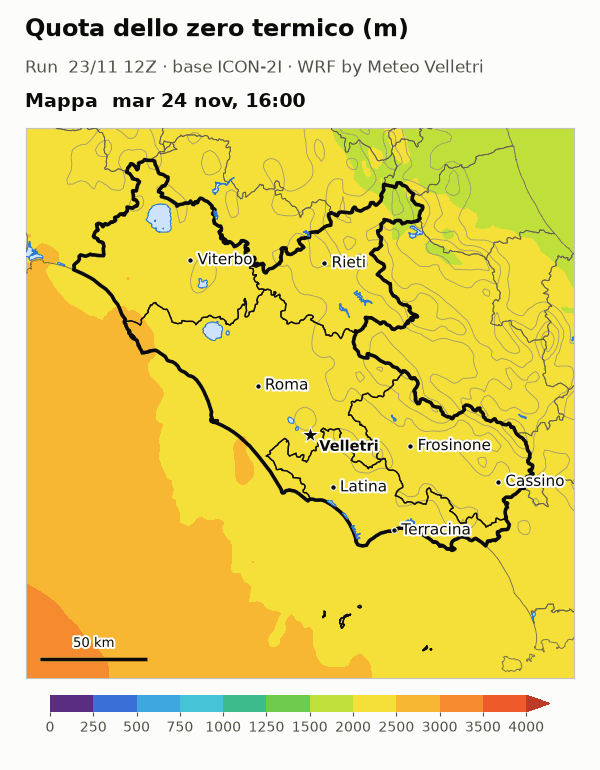 Quota dello zero termico (m)
Run 23/11 12Z · base ICON-2I · WRF by Meteo Velletri
Mappa mar 24 nov, 16:00
Viterbo
Rieti
Roma
Velletri
Frosinone
Cassino
Latina
Terracina
50 km
0 250 500 750 1000 1250 1500 2000 2500 3000 3500 4000